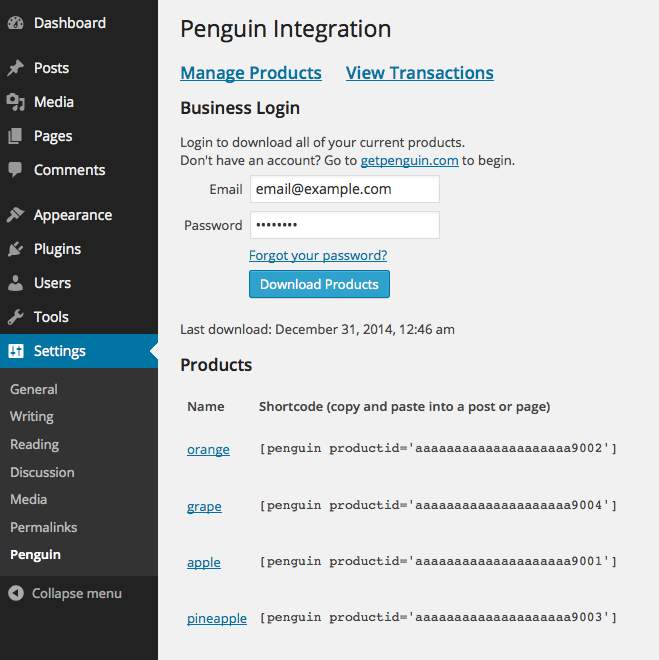 Dashboard
Posts
Media
Pages
Comments
Appearance
Plugins
Users
Tools
Settings
General
Writing
Reading
Discussion
Media
Permalinks
Penguin
Collapse menu
Penguin Integration
Manage Products View Transactions
Business Login
Login to download all of your current products.
Don't have an account? Go to getpenguin.com to begin.
Email email@example.com
Password ••••••••
Forgot your password?
Download Products
Last download: December 31, 2014, 12:46 am
Products
Name Shortcode (copy and paste into a post or page)
orange [penguin productid='aaaaaaaaaaaaaaaaaaaa9002']
grape [penguin productid='aaaaaaaaaaaaaaaaaaaa9004']
apple [penguin productid='aaaaaaaaaaaaaaaaaaaa9001']
pineapple [penguin productid='aaaaaaaaaaaaaaaaaaaa9003']